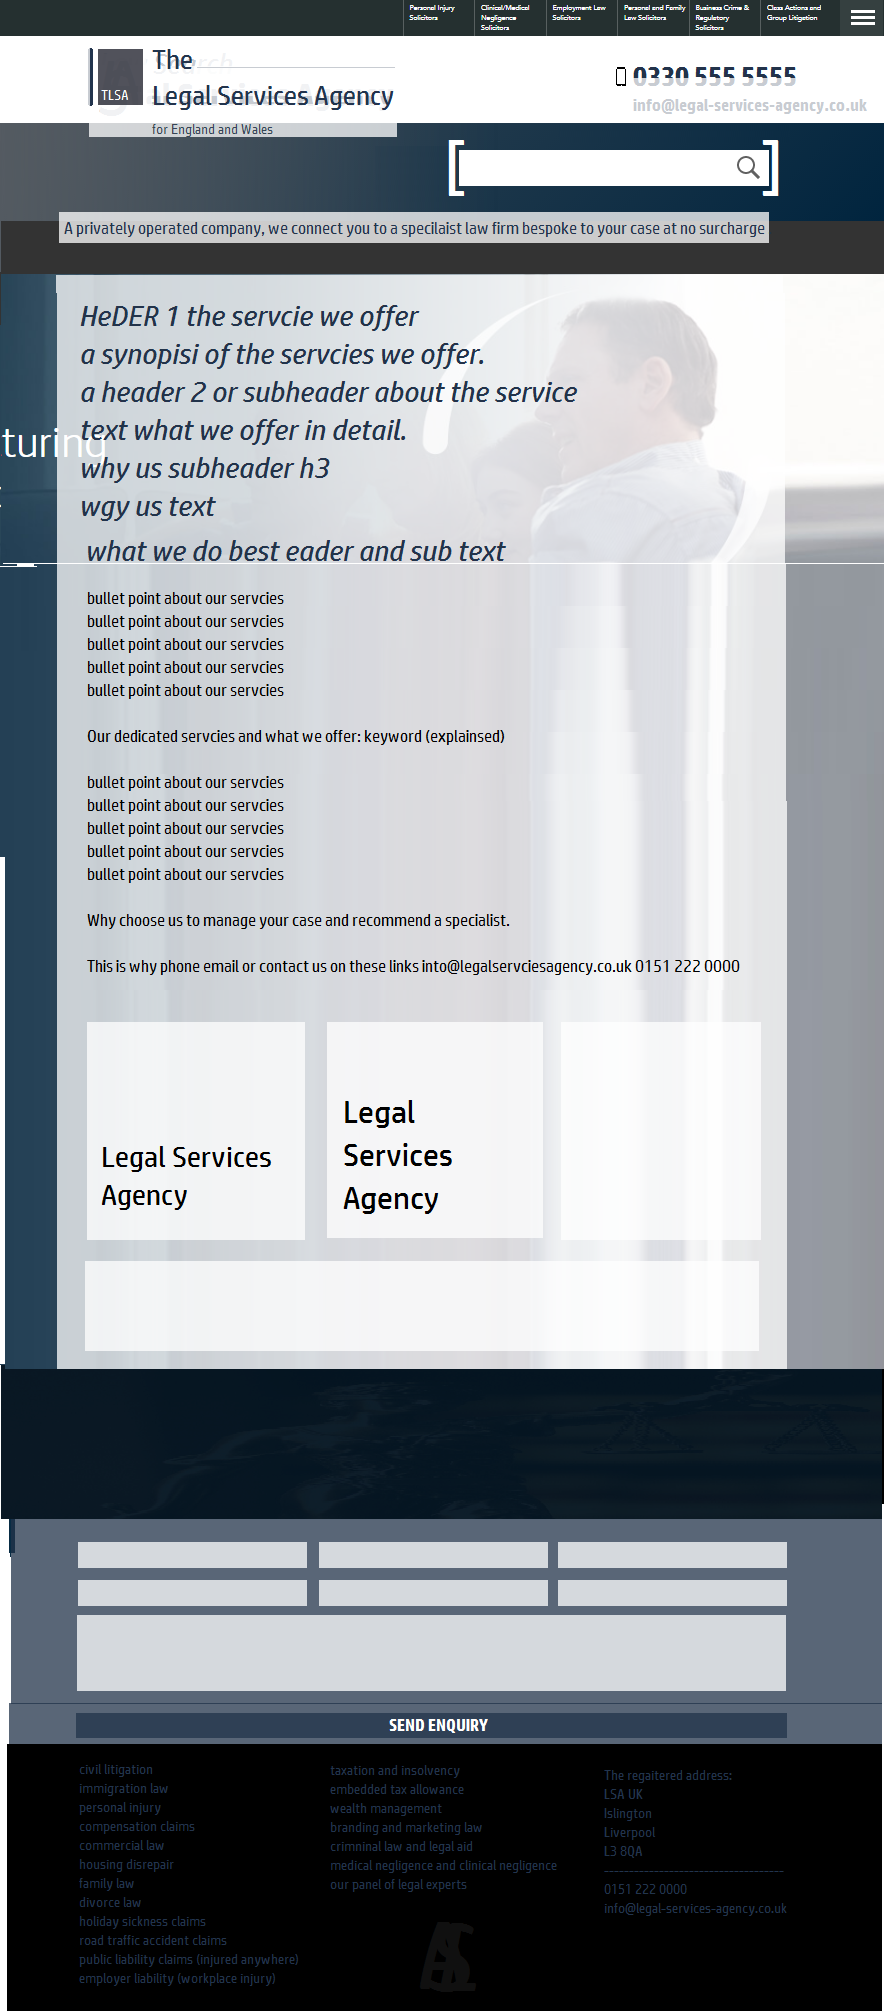 Personal Injury
Solicitors
Clinical/Medical
Negligence
Solicitors
Employment Law
Solicitors
Personal and Family
Law Solicitors
Business Crime &
Regulatory
Solicitors
Class Actions and
Group Litigation
Search
The
TLSA
Legal Services Agency
for England and Wales
0330 555 5555
info@legal-services-agency.co.uk
A privately operated company, we connect you to a specilaist law firm bespoke to your case at no surcharge
HeDER 1 the servcie we offer
a synopisi of the servcies we offer.
a header 2 or subheader about the service
text what we offer in detail.
turing
why us subheader h3
wgy us text
what we do best eader and sub text
bullet point about our servcies
bullet point about our servcies
bullet point about our servcies
bullet point about our servcies
bullet point about our servcies
Our dedicated servcies and what we offer: keyword (explainsed)
bullet point about our servcies
bullet point about our servcies
bullet point about our servcies
bullet point about our servcies
bullet point about our servcies
Why choose us to manage your case and recommend a specialist.
This is why phone email or contact us on these links into@legalservciesagency.co.uk 0151 222 0000
Legal Services
Agency
Legal
Services
Agency
SEND ENQUIRY
civil litigation
immigration law
personal injury
compensation claims
commercial law
housing disrepair
family law
divorce law
holiday sickness claims
road traffic accident claims
public liability claims (injured anywhere)
employer liability (workplace injury)
taxation and insolvency
embedded tax allowance
wealth management
branding and marketing law
crimninal law and legal aid
medical negligence and clinical negligence
our panel of legal experts
The regaitered address:
LSA UK
Islington
Liverpool
L3 8QA
------------------------------------
0151 222 0000
info@legal-services-agency.co.uk